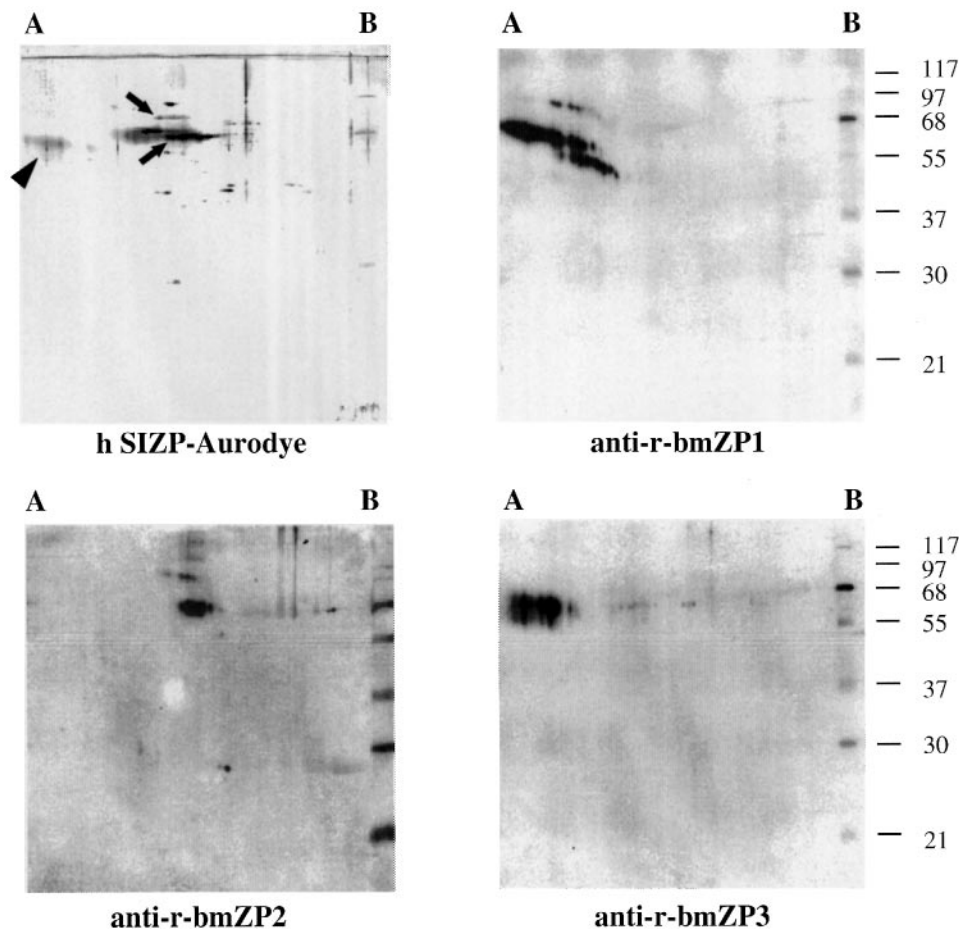 A B
h SIZP-Aurodye
A B
117
97
68
55
37
30
21
anti-r-bmZP1
A B
anti-r-bmZP2
A B
117
97
68
55
37
30
21
anti-r-bmZP3